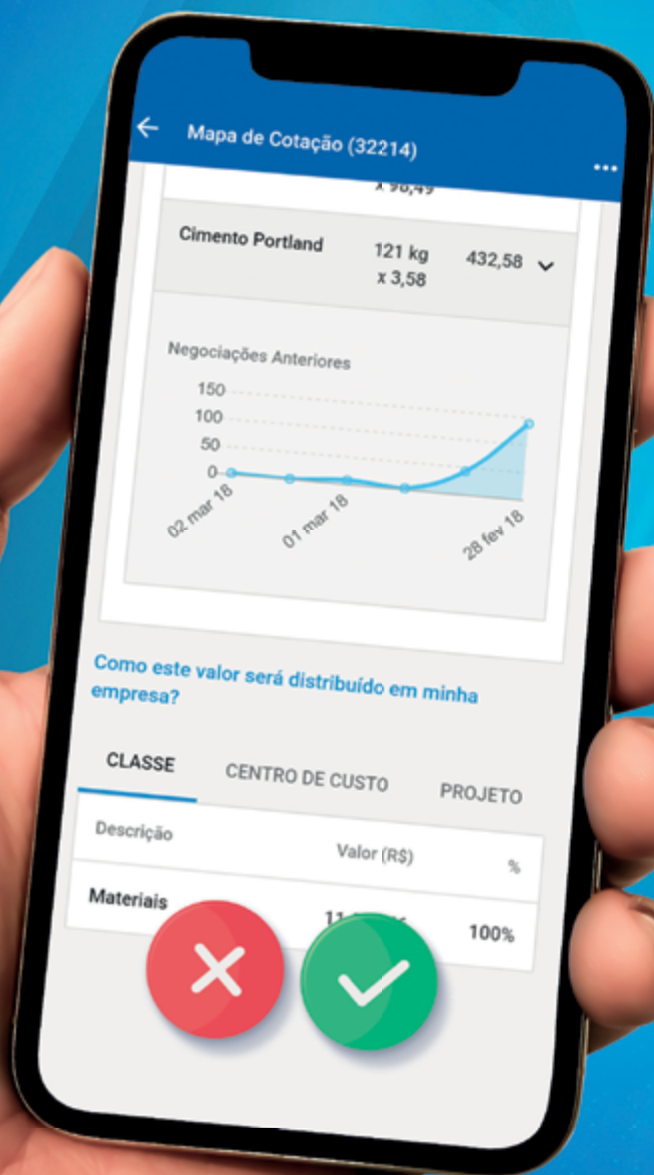 Mapa de Cotação (32214)
x 98,49
Cimento Portland 121 kg 432,58
x 3,58
Negociações Anteriores
150
100
50
0
02 mar 18 01 mar 18 28 fev 18
Como este valor será distribuído em minha
empresa?
CLASSE CENTRO DE CUSTO PROJETO
Descrição Valor (R$) %
Materiais 100%